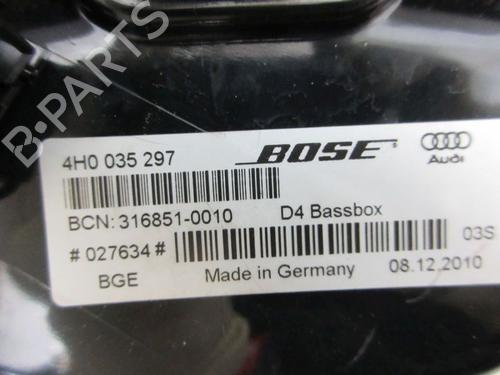 B-PARTS
4H0 035 297
BOSE
Audi
BCN: 316851-0010 D4 Bassbox
# 027634 # 03S
BGE Made in Germany 08.12.2010